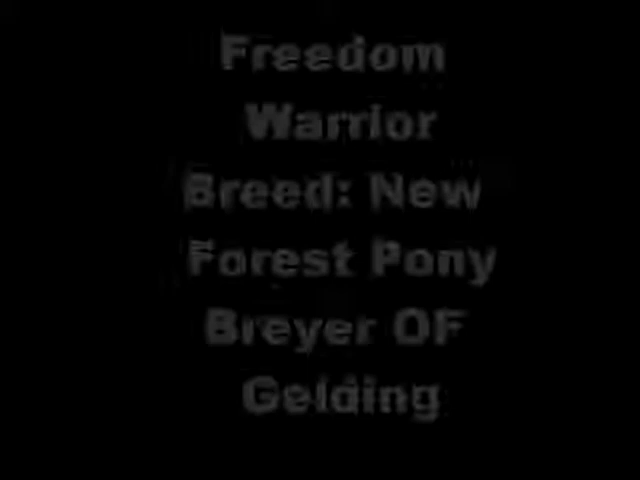 Freedom
Warrior
Breed: New
Forest Pony
Breyer OF
Gelding